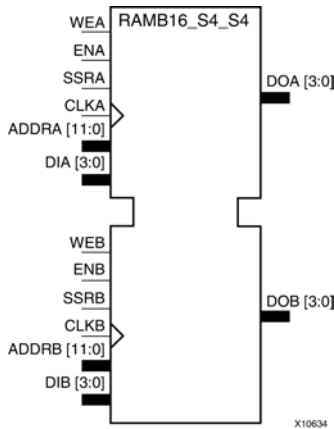 RAMB16_S4_S4
WEA
ENA
SSRA
CLKA
ADDRA [11:0]
DIA [3:0]
DOA [3:0]
WEB
ENB
SSRB
CLKB
ADDRB [11:0]
DIB [3:0]
DOB [3:0]
X10634